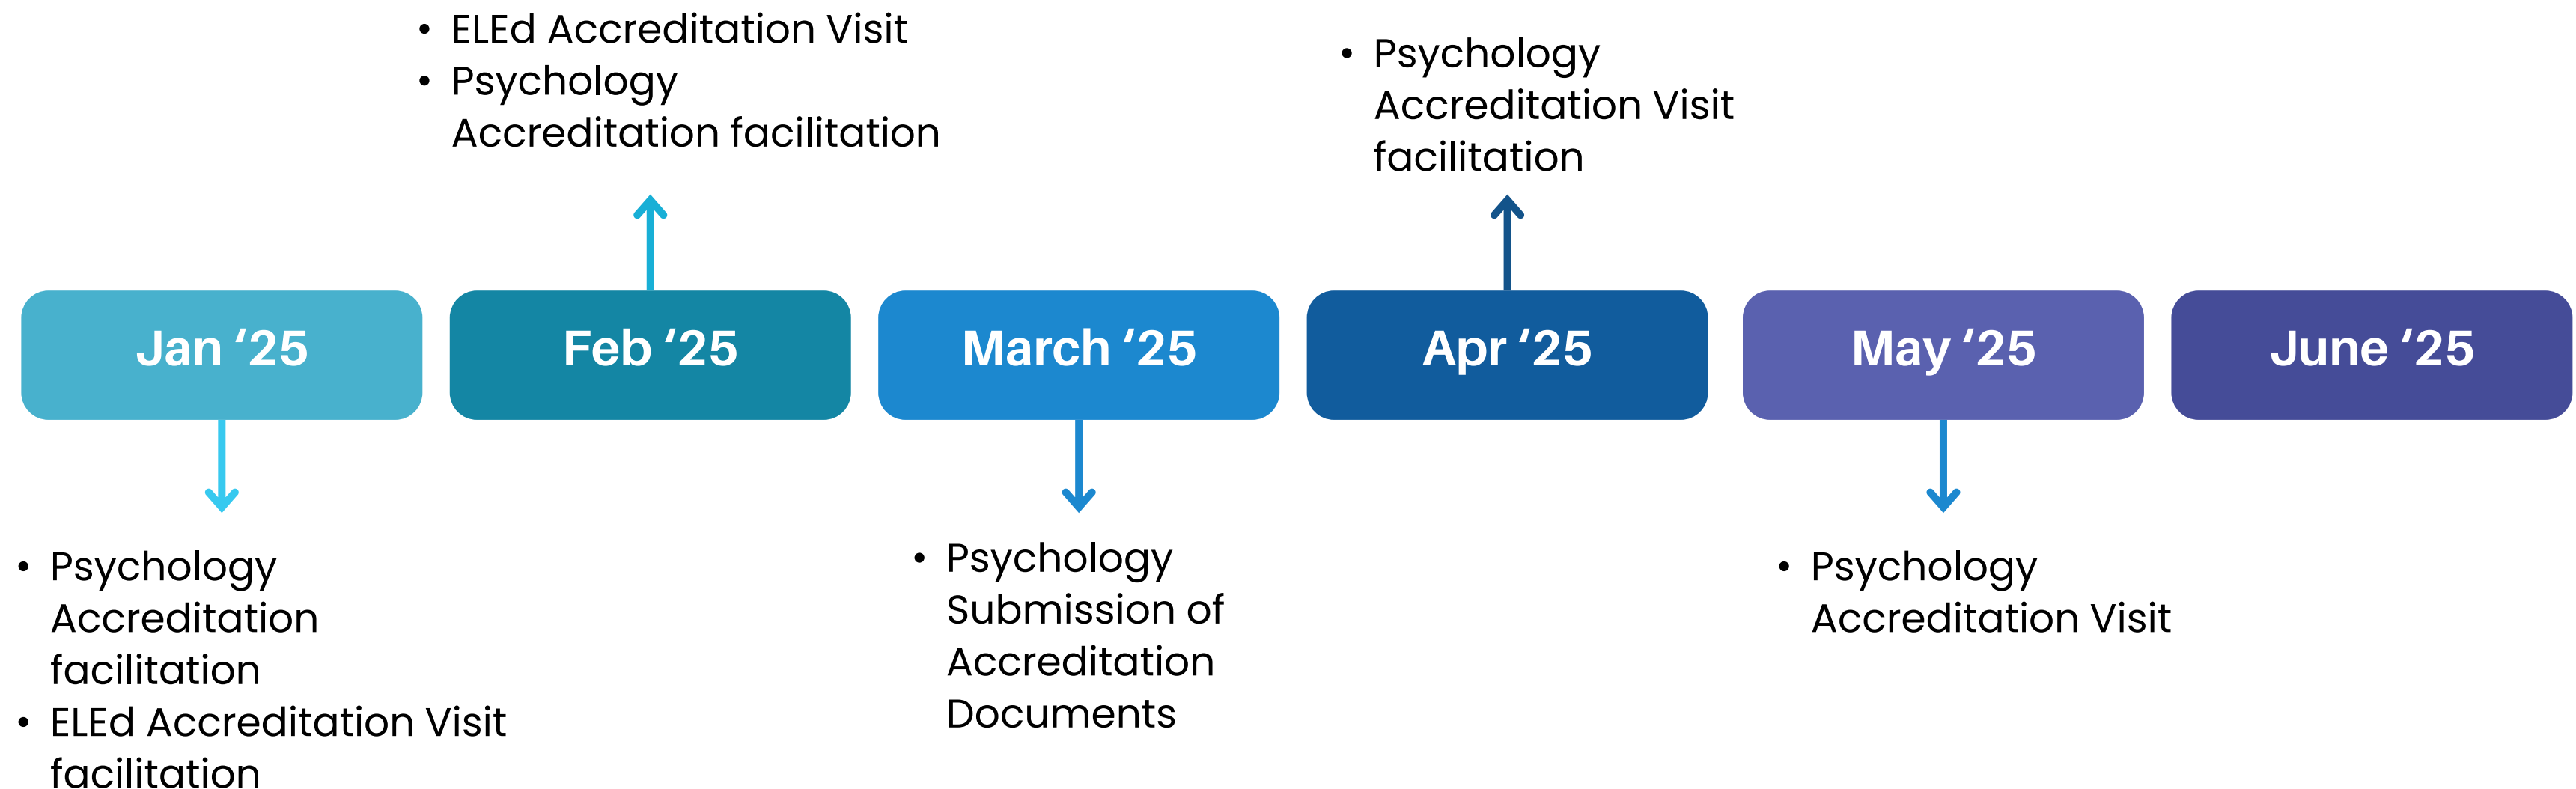 • ELEd Accreditation Visit
• Psychology
Accreditation facilitation
• Psychology
Accreditation Visit
facilitation
Jan ‘25
Feb ‘25
March ‘25
Apr ‘25
May ‘25
June ‘25
• Psychology
Accreditation
facilitation
• ELEd Accreditation Visit
facilitation
• Psychology
Submission of
Accreditation
Documents
• Psychology
Accreditation Visit